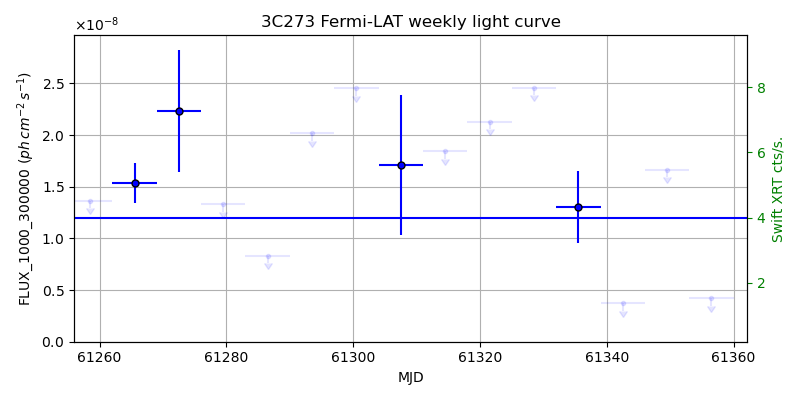 3C273 Fermi-LAT weekly light curve
×10⁻⁸
2.5
2.0
1.5
1.0
0.5
0.0
FLUX_1000_300000 (ph cm⁻² s⁻¹)
8
6
4
2
Swift XRT cts/s.
61260 61280 61300 61320 61340 61360
MJD